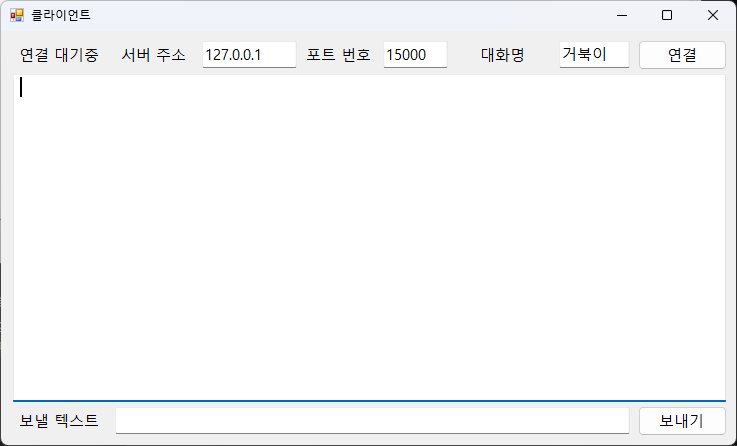 클라이언트
연결 대기중 서버 주소 127.0.0.1 포트 번호 15000 대화명 거북이 연결
보낼 텍스트 보내기